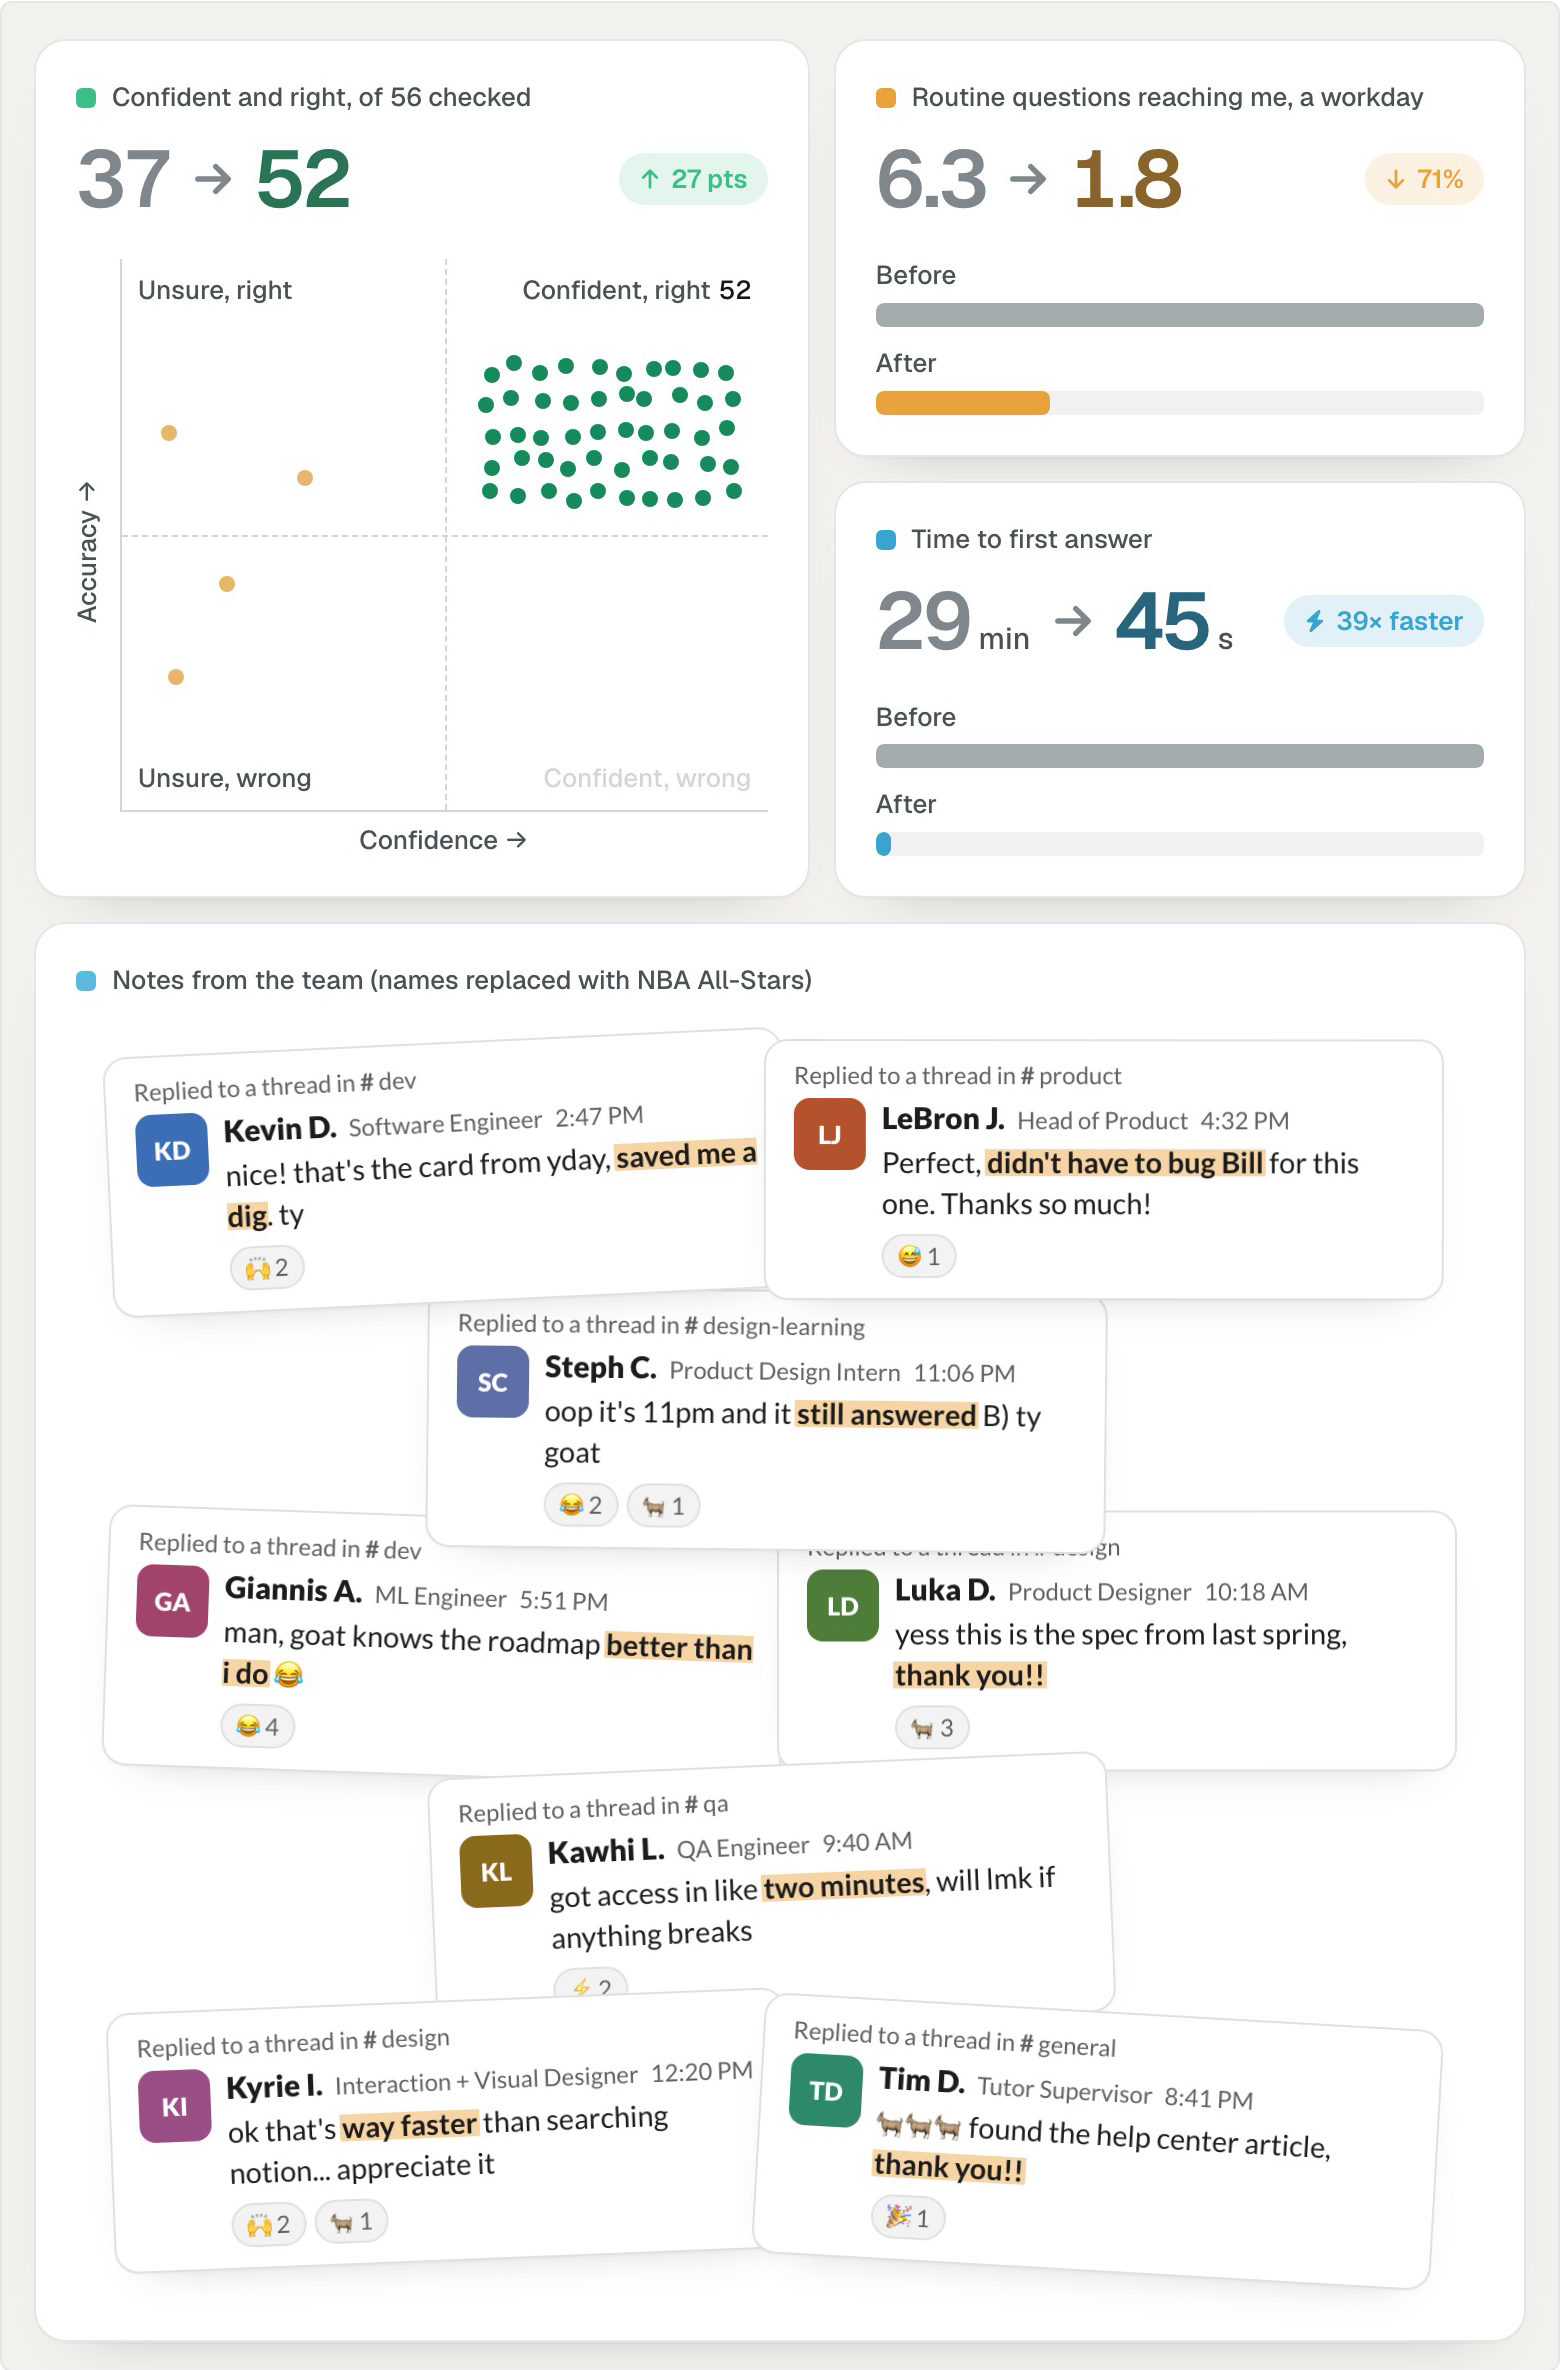 Confident and right, of 56 checked
37 → 52
↑ 27 pts
Unsure, right
Confident, right 52
Accuracy →
Unsure, wrong
Confident, wrong
Confidence →
Routine questions reaching me, a workday
6.3 → 1.8
↓ 71%
Before
After
Time to first answer
29 min → 45 s
39× faster
Before
After
Notes from the team (names replaced with NBA All-Stars)
Replied to a thread in # dev
KD
Kevin D. Software Engineer 2:47 PM
nice! that's the card from yday, saved me a
dig. ty
🙌 2
Replied to a thread in # product
LJ
LeBron J. Head of Product 4:32 PM
Perfect, didn't have to bug Bill for this
one. Thanks so much!
😅 1
Replied to a thread in # design-learning
SC
Steph C. Product Design Intern 11:06 PM
oop it's 11pm and it still answered B) ty
goat
😂 2 🐐 1
Replied to a thread in # dev
GA
Giannis A. ML Engineer 5:51 PM
man, goat knows the roadmap better than
i do 😂
😂 4
Replied to a thread in # design
LD
Luka D. Product Designer 10:18 AM
yess this is the spec from last spring,
thank you!!
🐐 3
Replied to a thread in # qa
KL
Kawhi L. QA Engineer 9:40 AM
got access in like two minutes, will lmk if
anything breaks
⚡ 2
Replied to a thread in # design
KI
Kyrie I. Interaction + Visual Designer 12:20 PM
ok that's way faster than searching
notion... appreciate it
🙌 2 🐐 1
Replied to a thread in # general
TD
Tim D. Tutor Supervisor 8:41 PM
🐐🐐🐐 found the help center article,
thank you!!
🎉 1